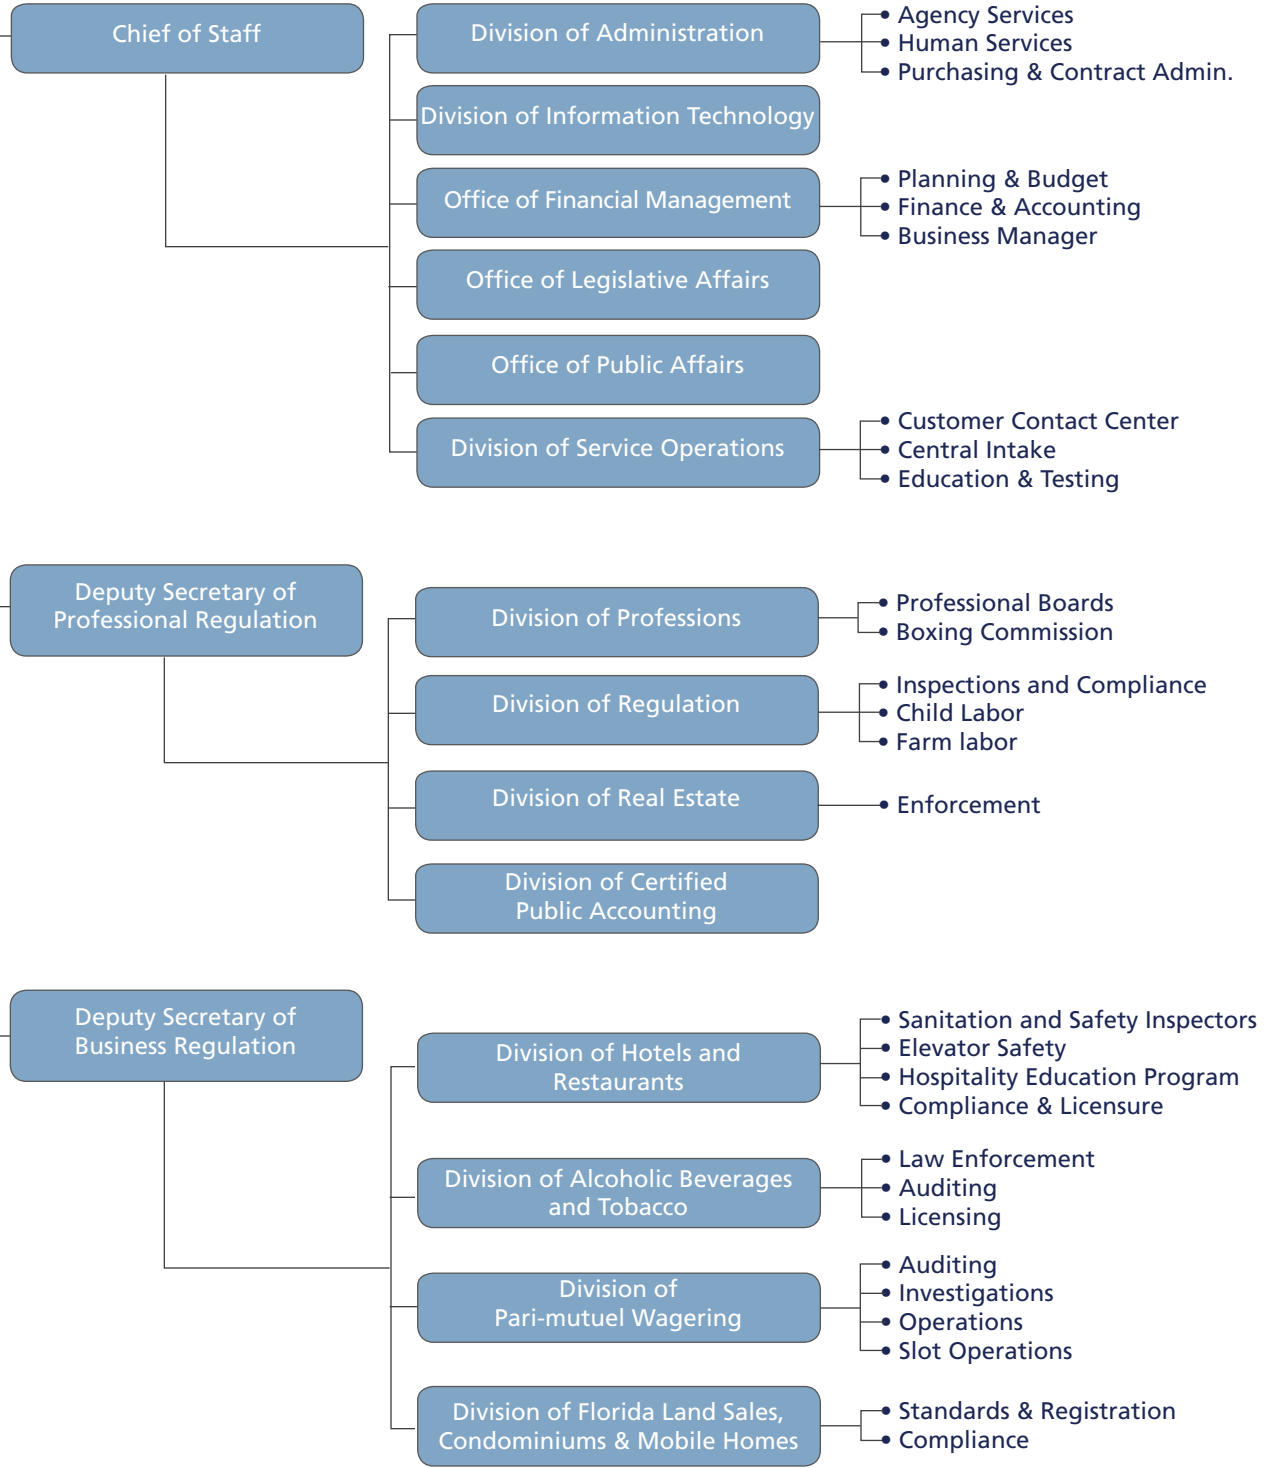 Chief of Staff
Division of Administration
Agency Services
Human Services
Purchasing & Contract Admin.
Division of Information Technology
Office of Financial Management
Planning & Budget
Finance & Accounting
Business Manager
Office of Legislative Affairs
Office of Public Affairs
Division of Service Operations
Customer Contact Center
Central Intake
Education & Testing
Deputy Secretary of
Professional Regulation
Division of Professions
Professional Boards
Boxing Commission
Division of Regulation
Inspections and Compliance
Child Labor
Farm labor
Division of Real Estate
Enforcement
Division of Certified
Public Accounting
Deputy Secretary of
Business Regulation
Division of Hotels and
Restaurants
Sanitation and Safety Inspectors
Elevator Safety
Hospitality Education Program
Compliance & Licensure
Division of Alcoholic Beverages
and Tobacco
Law Enforcement
Auditing
Licensing
Division of
Pari-mutuel Wagering
Auditing
Investigations
Operations
Slot Operations
Division of Florida Land Sales,
Condominiums & Mobile Homes
Standards & Registration
Compliance